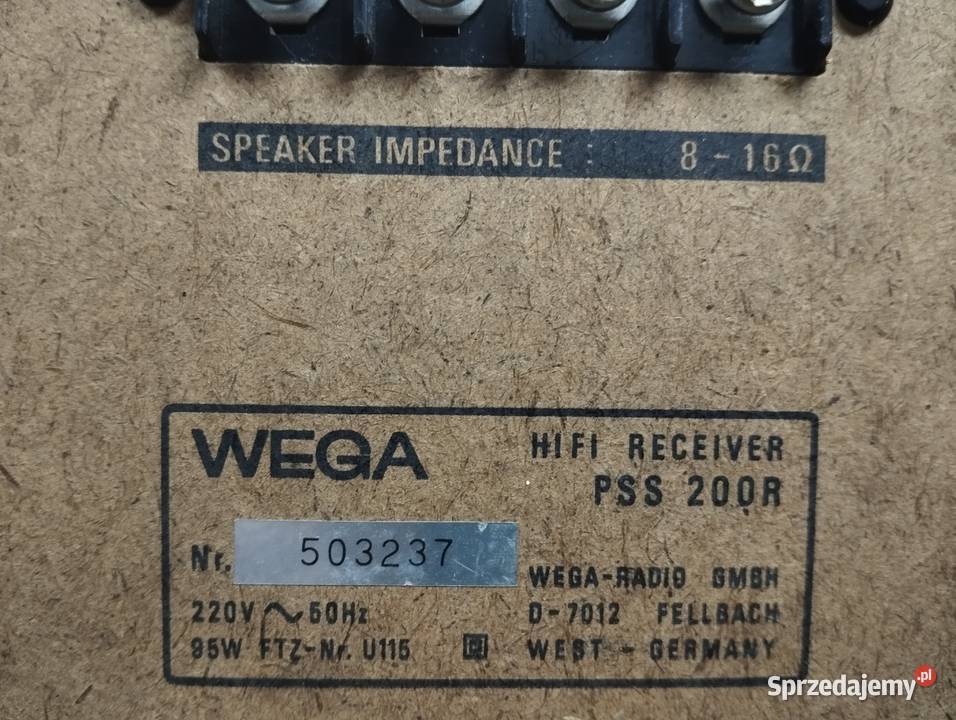 SPEAKER IMPEDANCE : 8 - 16Ω
WEGA
HIFI RECEIVER
PSS 200R
Nr. 503237
WEGA-RADIO GMBH
220V ~ 50Hz
D-7012 FELLBACH
95W FTZ-Nr. U115
WEST - GERMANY
Sprzedajemy.pl